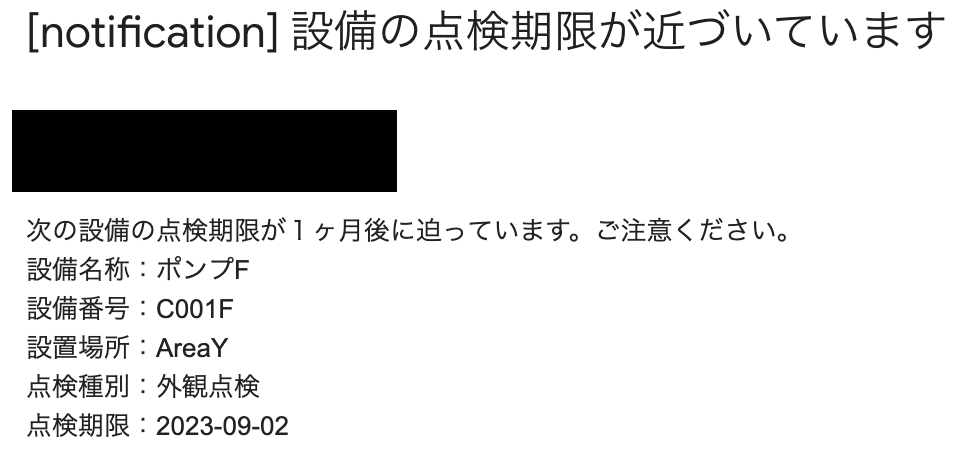 [notification] 設備の点検期限が近づいています
次の設備の点検期限が１ヶ月後に迫っています。ご注意ください。
設備名称：ポンプF
設備番号：C001F
設置場所：AreaY
点検種別：外観点検
点検期限：2023-09-02